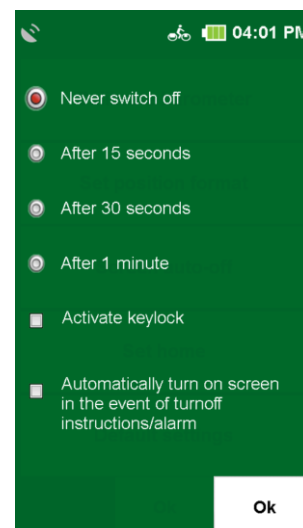 04:01 PM
Never switch off
After 15 seconds
After 30 seconds
After 1 minute
Activate keylock
Automatically turn on screen
in the event of turnoff
instructions/alarm
Ok